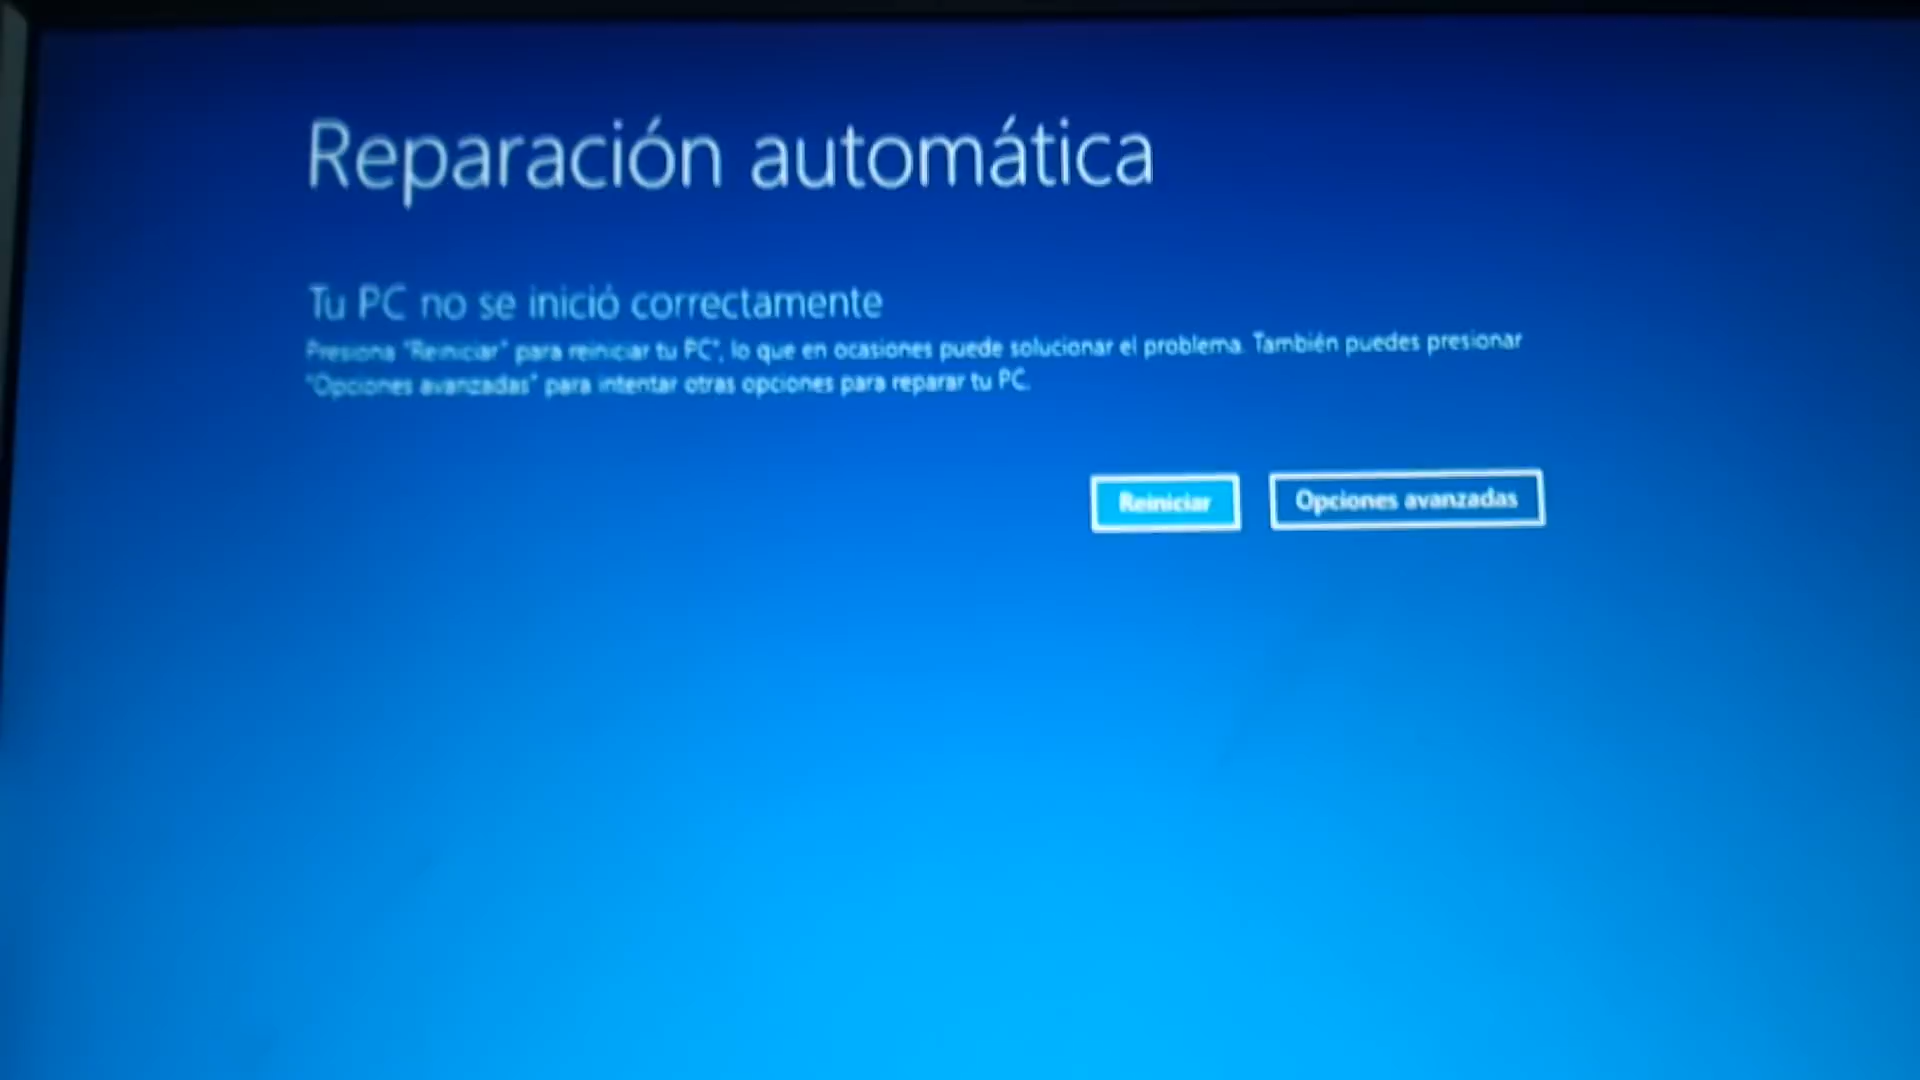 Reparación automática
Tu PC no se inició correctamente
Presiona "Reiniciar" para reiniciar tu PC", lo que en ocasiones puede solucionar el problema. También puedes presionar
"Opciones avanzadas" para intentar otras opciones para reparar tu PC.
Reiniciar
Opciones avanzadas